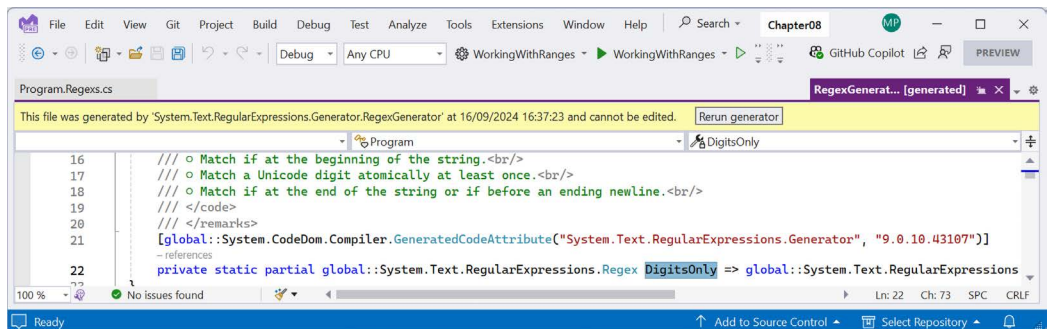 File Edit View Git Project Build Debug Test Analyze Tools Extensions Window Help Search Chapter08 MP
Debug Any CPU WorkingWithRanges WorkingWithRanges GitHub Copilot PREVIEW
Program.Regexs.cs RegexGenerat... [generated]
This file was generated by 'System.Text.RegularExpressions.Generator.RegexGenerator' at 16/09/2024 16:37:23 and cannot be edited. Rerun generator
Program DigitsOnly
16 /// ○ Match if at the beginning of the string.<br/>
17 /// ○ Match a Unicode digit atomically at least once.<br/>
18 /// ○ Match if at the end of the string or if before an ending newline.<br/>
19 /// </code>
20 /// </remarks>
21 [global::System.CodeDom.Compiler.GeneratedCodeAttribute("System.Text.RegularExpressions.Generator", "9.0.10.43107")]
– references
22 private static partial global::System.Text.RegularExpressions.Regex DigitsOnly => global::System.Text.RegularExpressions
100 % No issues found Ln: 22 Ch: 73 SPC CRLF
Ready Add to Source Control Select Repository